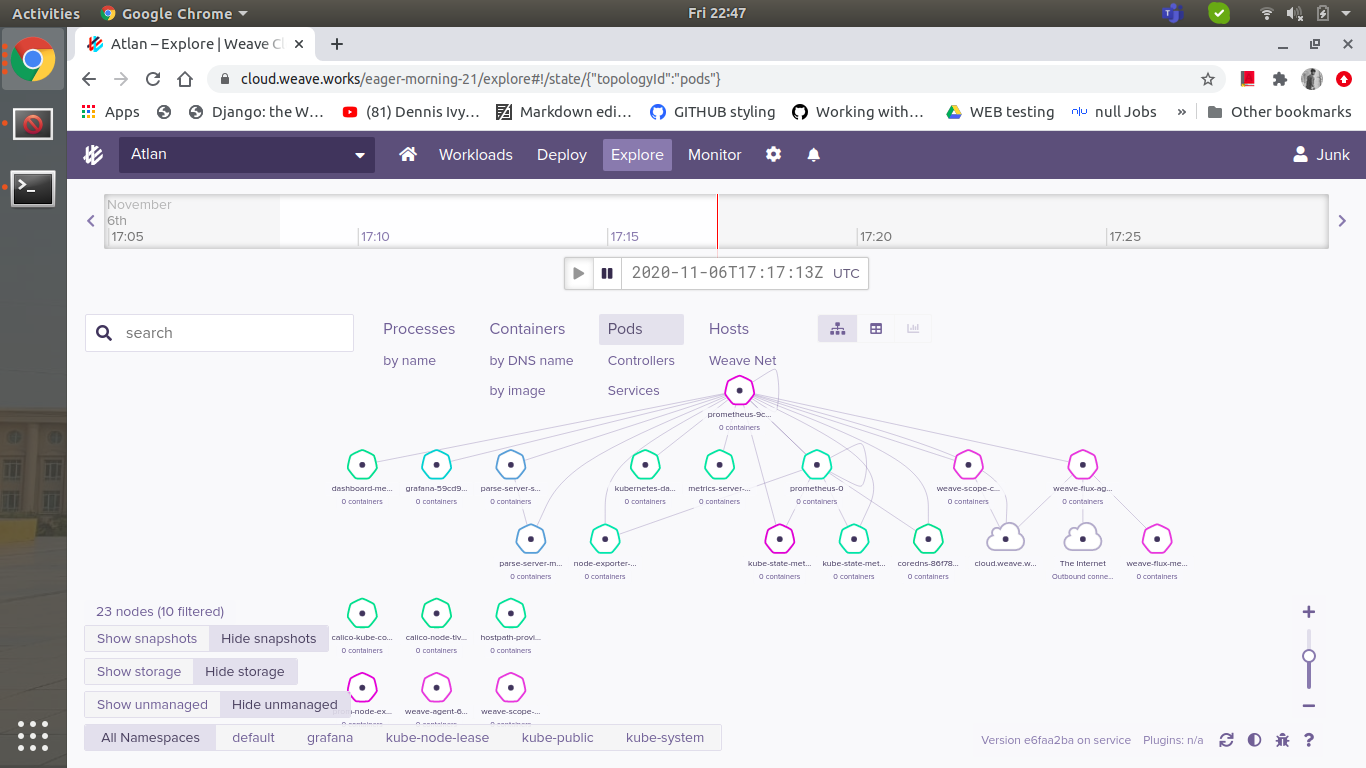 Activities Google Chrome Fri 22:47
Atlan – Explore | Weave Cl
cloud.weave.works/eager-morning-21/explore#!/state/{"topologyId":"pods"}
Apps Django: the W… (81) Dennis Ivy… Markdown edi… GITHUB styling Working with… WEB testing null Jobs » Other bookmarks
Atlan Workloads Deploy Explore Monitor Junk
November
6th
17:05 17:10 17:15 17:20 17:25
2020-11-06T17:17:13Z UTC
search Processes Containers Pods Hosts
by name by DNS name Controllers Weave Net
by image Services
prometheus-9c...
0 containers
dashboard-me... grafana-59cd9... parse-server-s... kubernetes-da... metrics-server-... prometheus-0 weave-scope-c... weave-flux-ag...
0 containers 0 containers 0 containers 0 containers 0 containers 0 containers 0 containers 0 containers
parse-server-m... node-exporter-... kube-state-met... kube-state-met... coredns-86f78... cloud.weave.w... The Internet weave-flux-me...
0 containers 0 containers 0 containers 0 containers 0 containers Outbound conne... 0 containers
23 nodes (10 filtered)
Show snapshots Hide snapshots calico-kube-co... calico-node-tiv... hostpath-provi...
0 containers 0 containers 0 containers
Show storage Hide storage
Show unmanaged Hide unmanaged -node-ex... weave-agent-6... weave-scope-...
0 containers 0 containers 0 containers
All Namespaces default grafana kube-node-lease kube-public kube-system
Version e6faa2ba on service Plugins: n/a